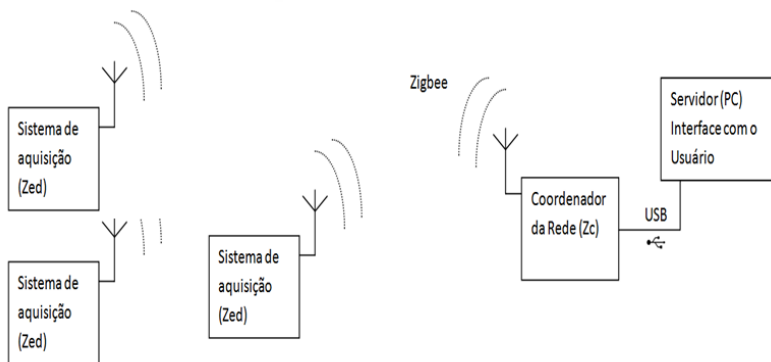 Sistema de
aquisição
(Zed)
Sistema de
aquisição
(Zed)
Sistema de
aquisição
(Zed)
Zigbee
Coordenador
da Rede (Zc)
USB
Servidor (PC)
Interface com o
Usuário